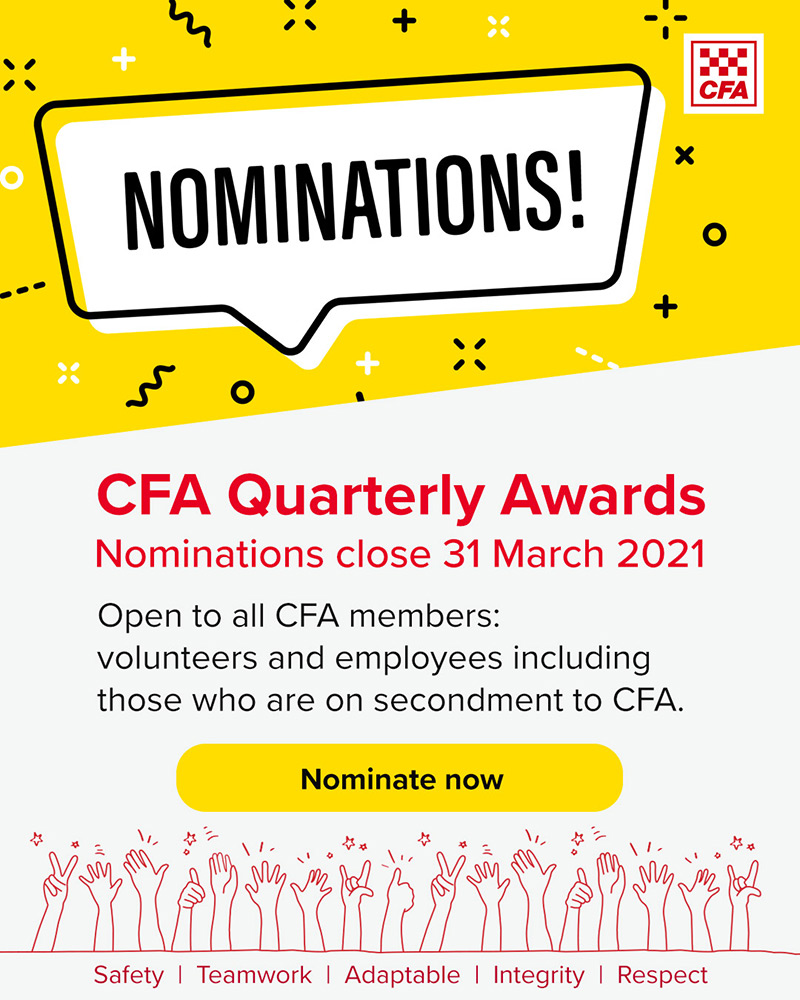 CFA
NOMINATIONS!
CFA Quarterly Awards
Nominations close 31 March 2021
Open to all CFA members:
volunteers and employees including
those who are on secondment to CFA.
Nominate now
Safety | Teamwork | Adaptable | Integrity | Respect